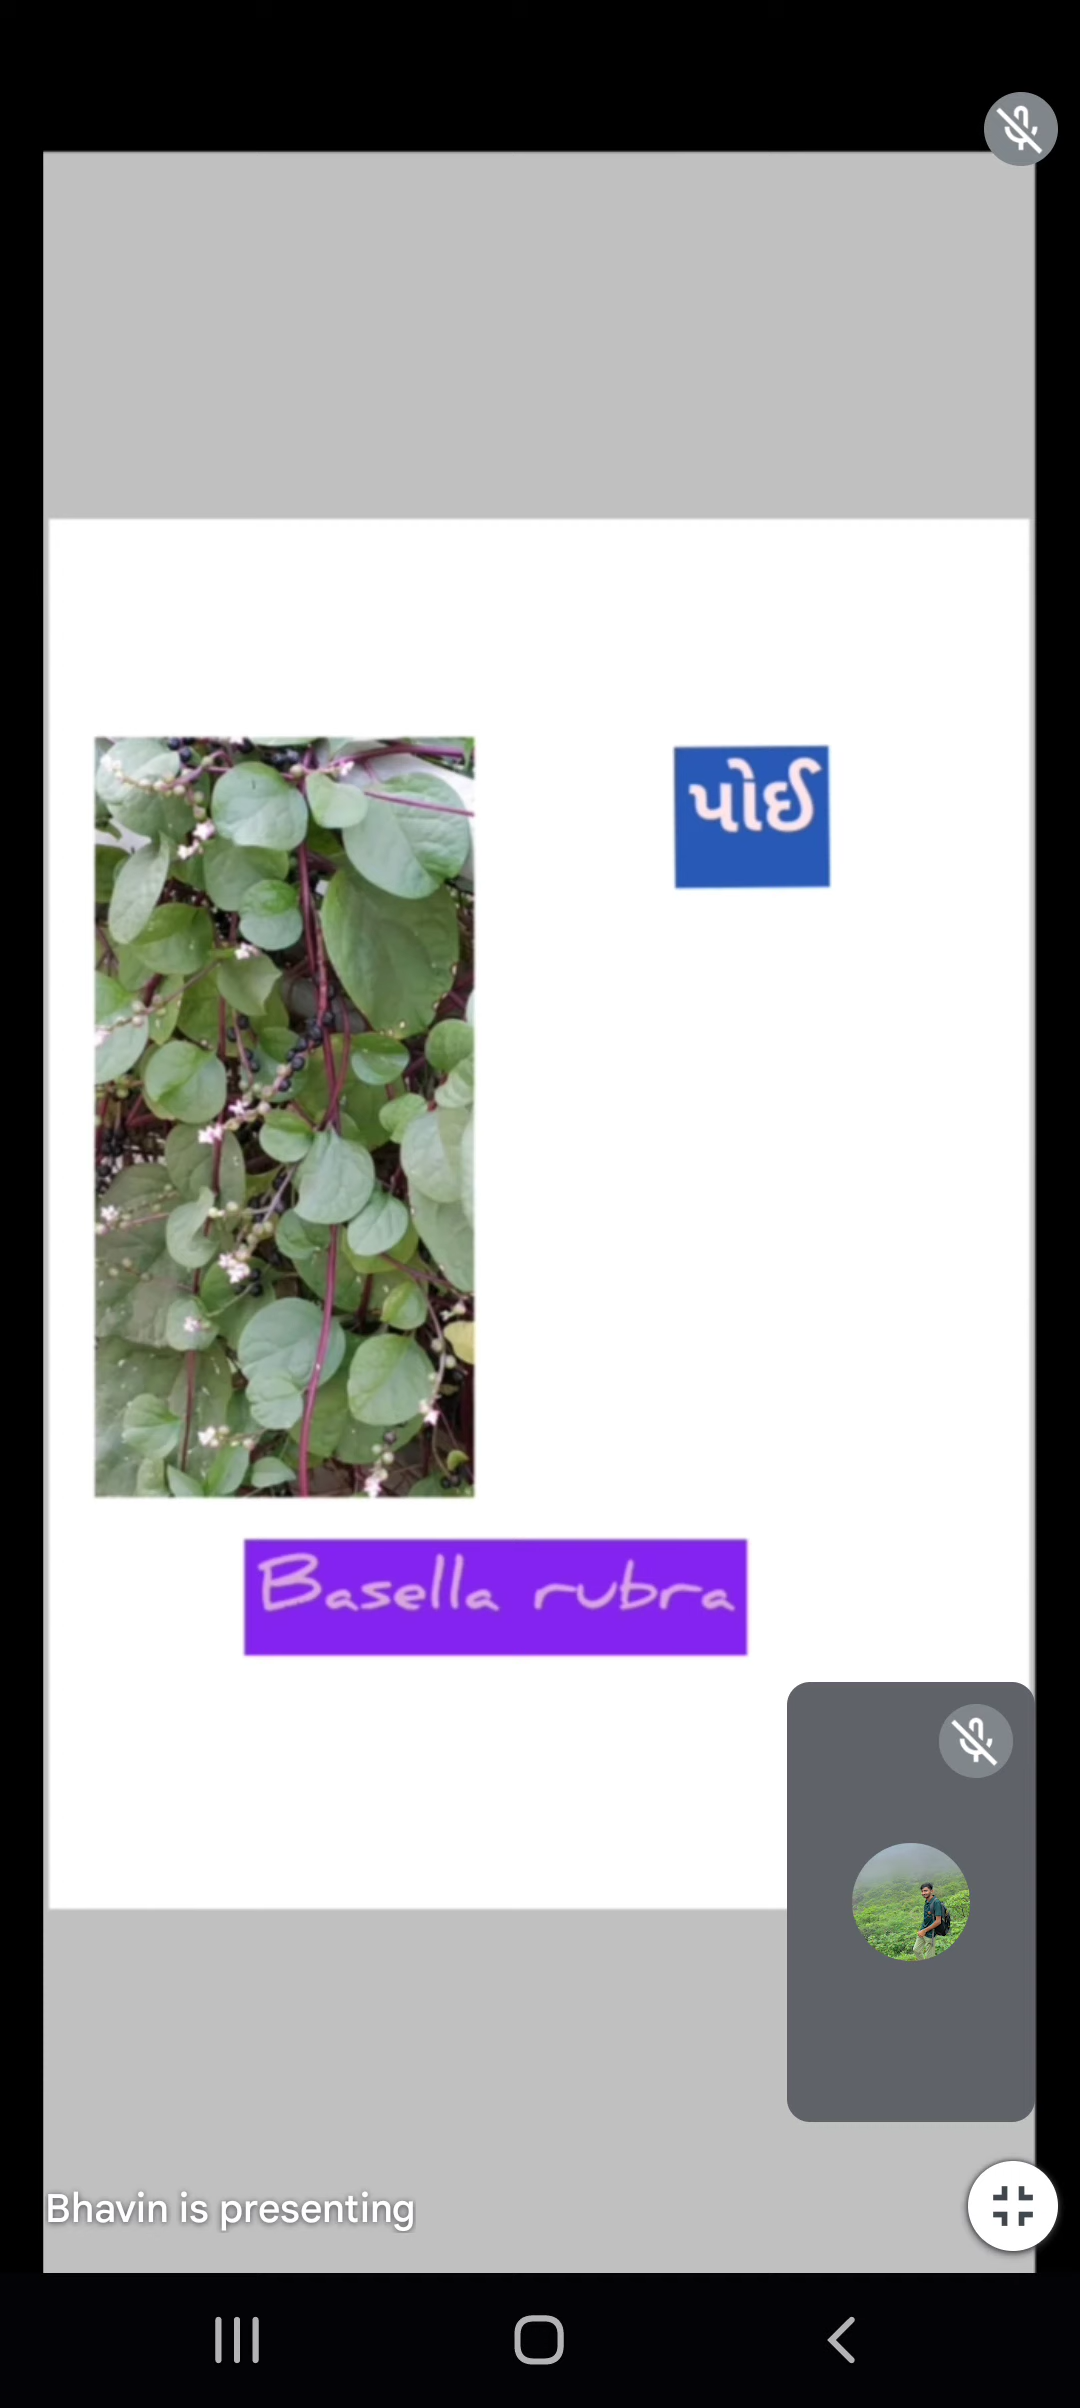 પોઈ
Basella rubra
Bhavin is presenting